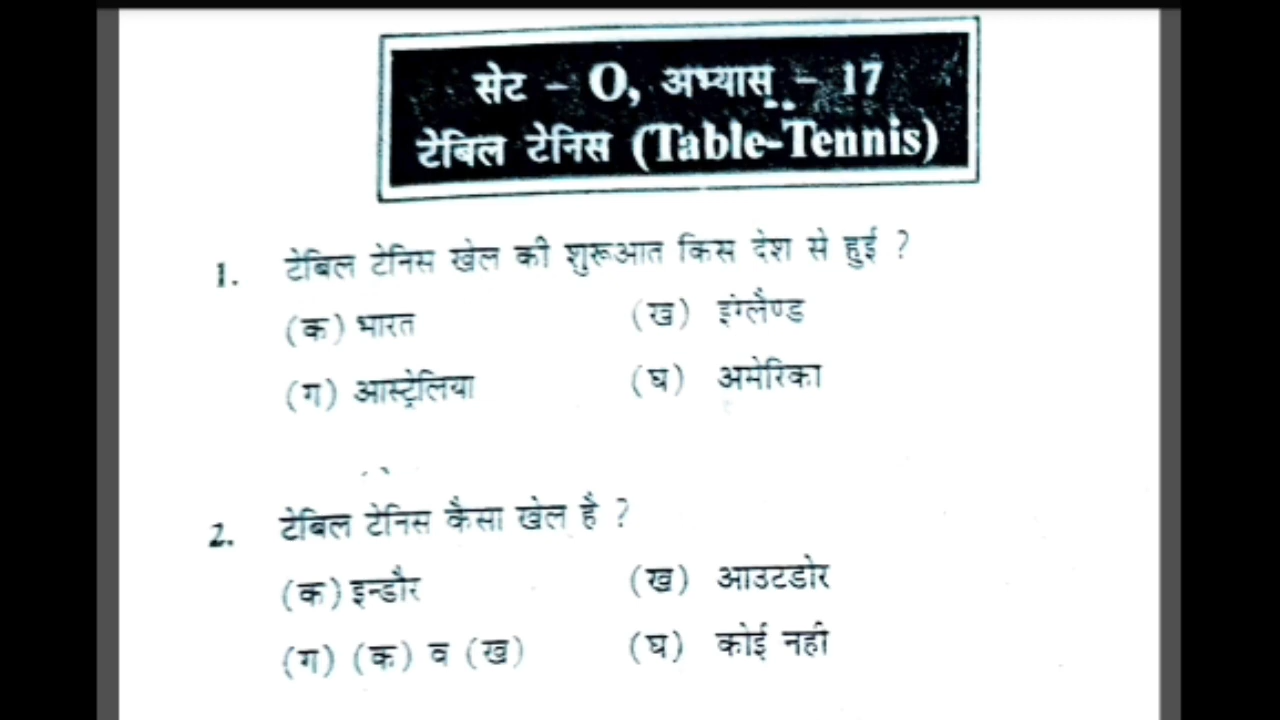 सेट - O, अभ्यास - 17
टेबिल टेनिस (Table-Tennis)
1. टेबिल टेनिस खेल की शुरूआत किस देश से हुई ?
(क) भारत (ख) इंग्लैण्ड
(ग) आस्ट्रेलिया (घ) अमेरिका
2. टेबिल टेनिस कैसा खेल है ?
(क) इन्डौर (ख) आउटडोर
(ग) (क) व (ख) (घ) कोई नही